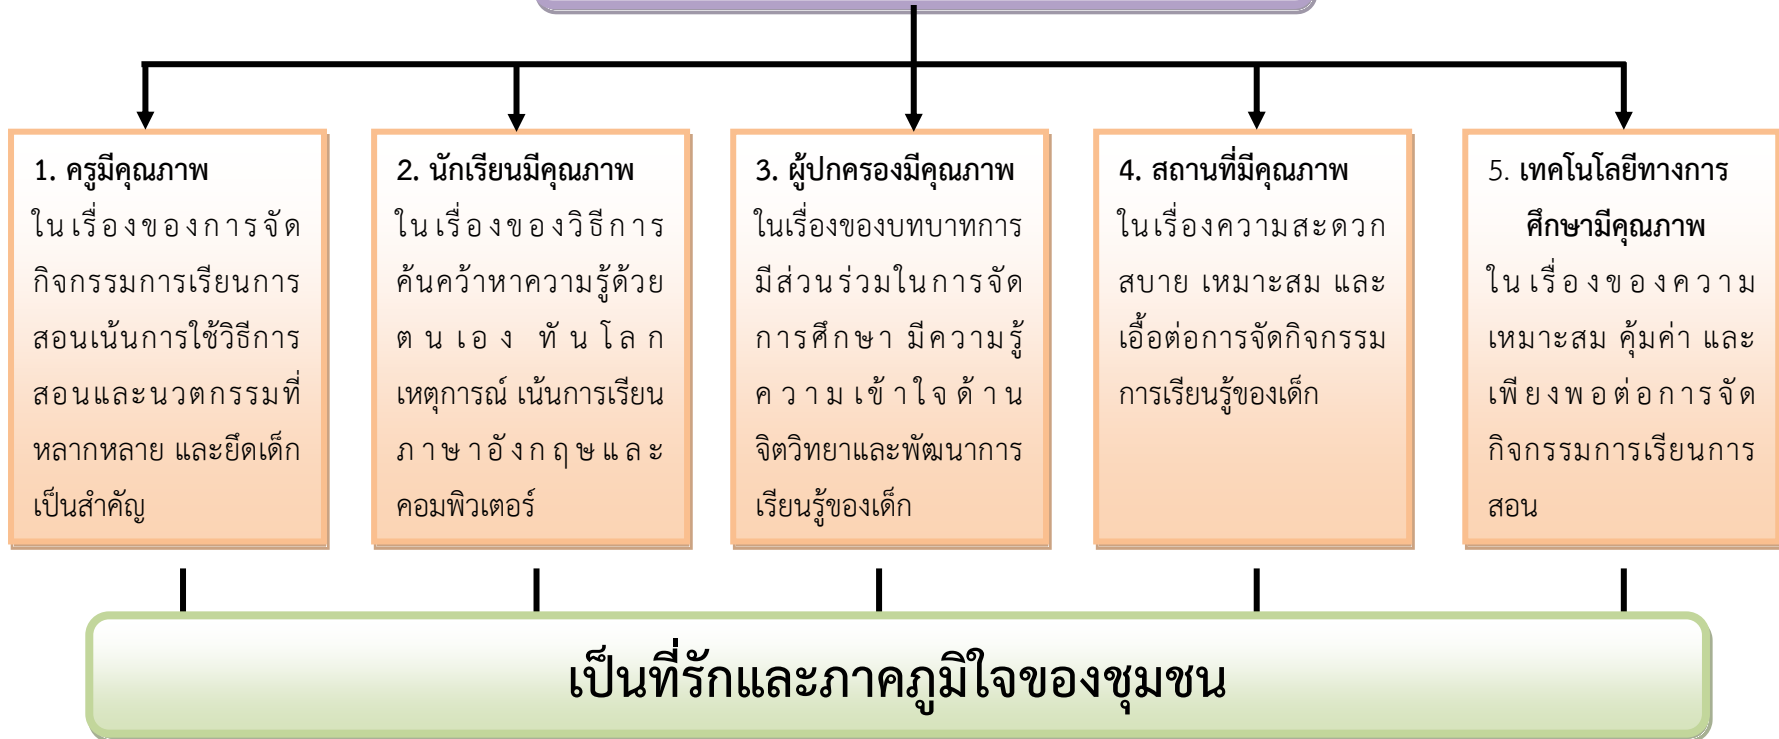 1. ครูมีคุณภาพ
ในเรื่องของการจัด
กิจกรรมการเรียนการ
สอนเน้นการใช้วิธีการ
สอนและนวตกรรมที่
หลากหลาย และยึดเด็ก
เป็นสำคัญ
2. นักเรียนมีคุณภาพ
ในเรื่องของวิธีการ
ค้นคว้าหาความรู้ด้วย
ตนเอง ทันโลก
เหตุการณ์ เน้นการเรียน
ภาษาอังกฤษและ
คอมพิวเตอร์
3. ผู้ปกครองมีคุณภาพ
ในเรื่องของบทบาทการ
มีส่วนร่วมในการจัด
การศึกษา มีความรู้
ความเข้าใจด้าน
จิตวิทยาและพัฒนาการ
เรียนรู้ของเด็ก
4. สถานที่มีคุณภาพ
ในเรื่องความสะดวก
สบาย เหมาะสม และ
เอื้อต่อการจัดกิจกรรม
การเรียนรู้ของเด็ก
5. เทคโนโลยีทางการ
ศึกษามีคุณภาพ
ในเรื่องของความ
เหมาะสม คุ้มค่า และ
เพียงพอต่อการจัด
กิจกรรมการเรียนการ
สอน
เป็นที่รักและภาคภูมิใจของชุมชน